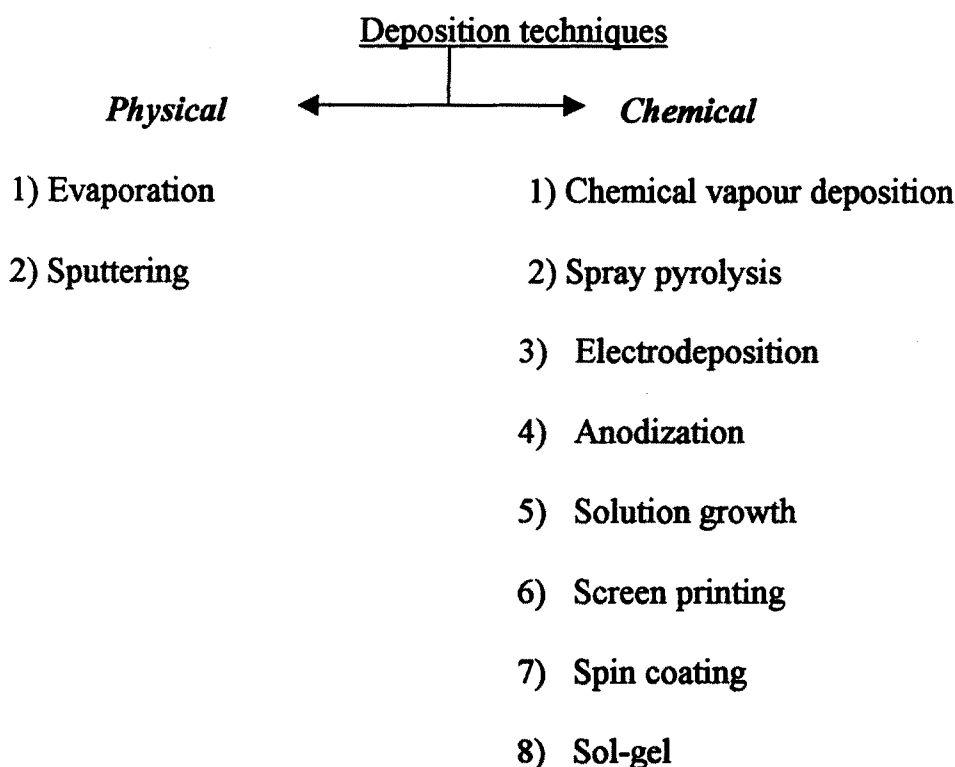 Deposition techniques
Physical
Chemical
1) Evaporation
2) Sputtering
1) Chemical vapour deposition
2) Spray pyrolysis
3) Electrodeposition
4) Anodization
5) Solution growth
6) Screen printing
7) Spin coating
8) Sol-gel